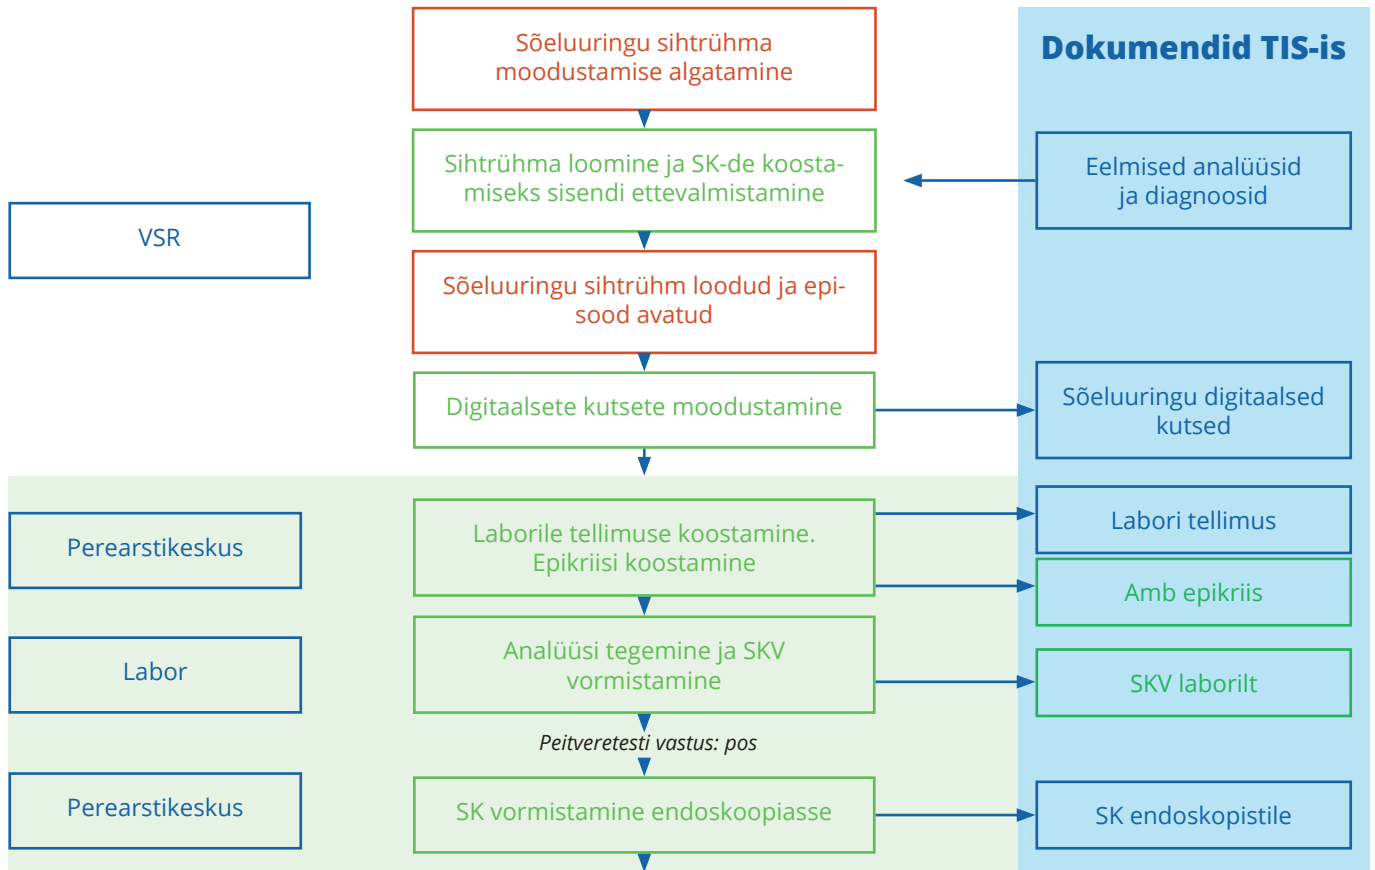 Sõeluuringu sihtrühma
moodustamise algatamine
Dokumendid TIS-is
Sihtrühma loomine ja SK-de koosta-
miseks sisendi ettevalmistamine
Eelmised analüüsid
ja diagnoosid
VSR
Sõeluuringu sihtrühm loodud ja epi-
sood avatud
Digitaalsete kutsete moodustamine
Sõeluuringu digitaalsed
kutsed
Perearstikeskus
Laborile tellimuse koostamine.
Epikriisi koostamine
Labori tellimus
Amb epikriis
Labor
Analüüsi tegemine ja SKV
vormistamine
SKV laborilt
Peitveretesti vastus: pos
Perearstikeskus
SK vormistamine endoskoopiasse
SK endoskopistile